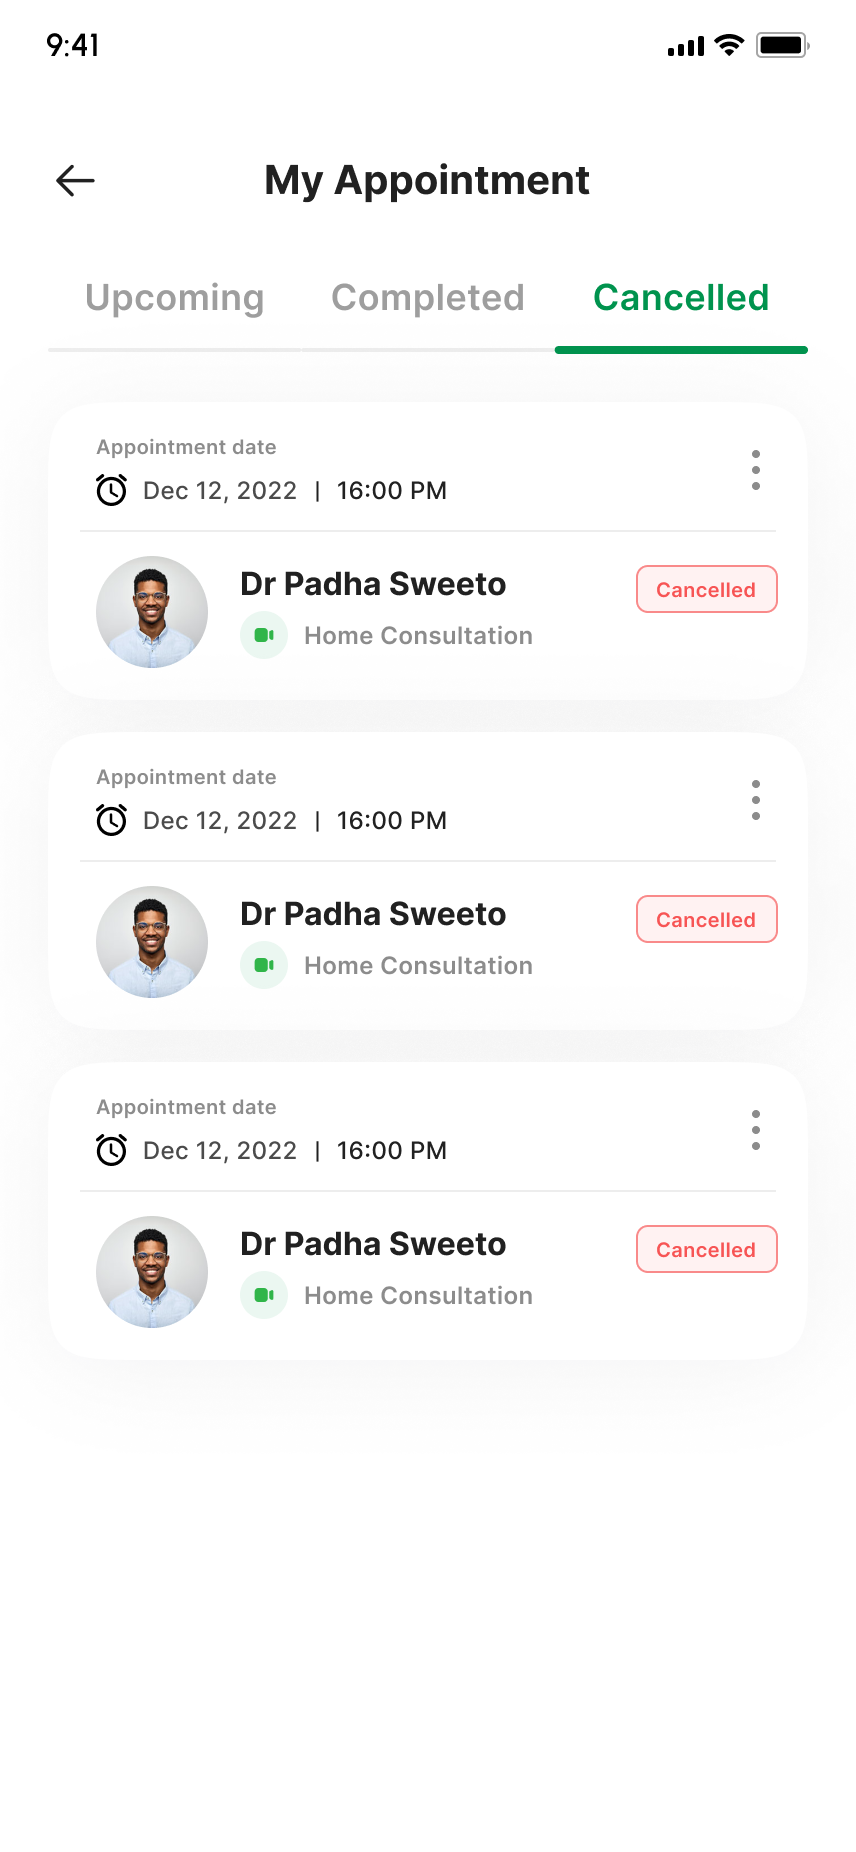 9:41
My Appointment
Upcoming Completed Cancelled
Appointment date
Dec 12, 2022 | 16:00 PM
Dr Padha Sweeto
Cancelled
Home Consultation
Appointment date
Dec 12, 2022 | 16:00 PM
Dr Padha Sweeto
Cancelled
Home Consultation
Appointment date
Dec 12, 2022 | 16:00 PM
Dr Padha Sweeto
Cancelled
Home Consultation